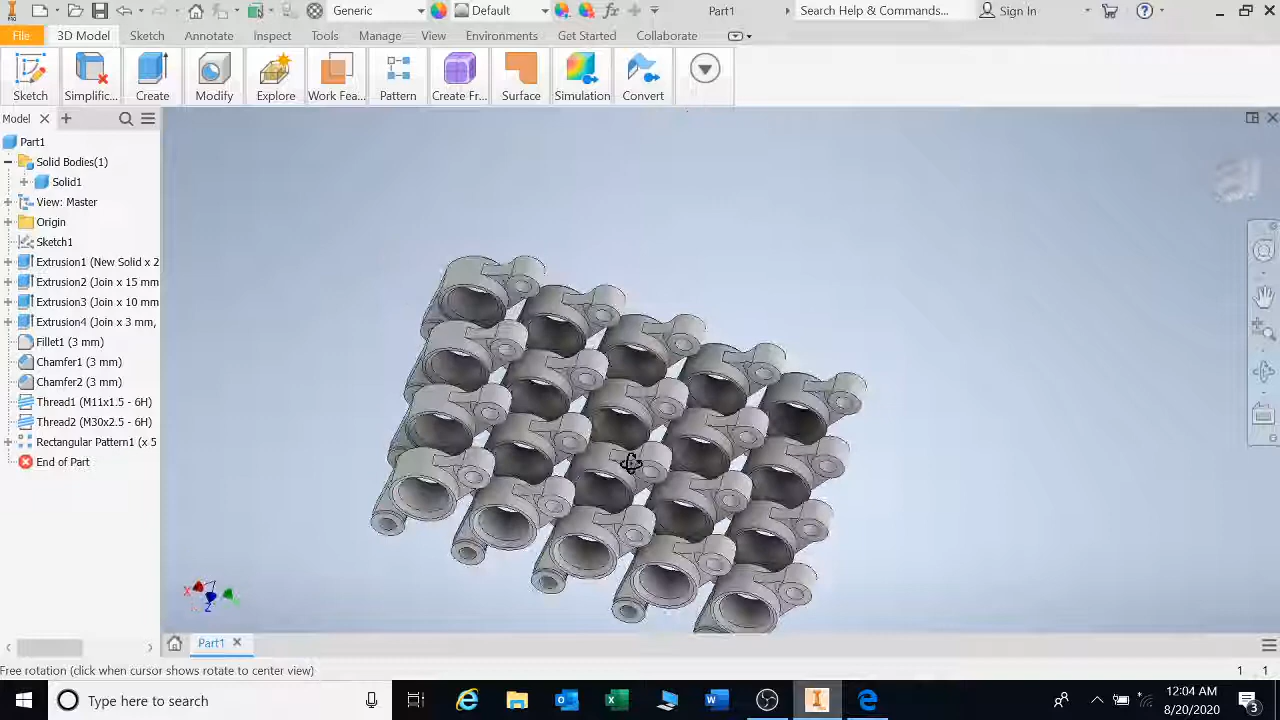 PRO
Generic
Default
fx
Part1
Search Help & Commands...
Sign In
File
3D Model
Sketch
Annotate
Inspect
Tools
Manage
View
Environments
Get Started
Collaborate
Sketch
Simplific...
Create
Modify
Explore
Work Fea...
Pattern
Create Fr...
Surface
Simulation
Convert
Model
Part1
Solid Bodies(1)
Solid1
View: Master
Origin
Sketch1
Extrusion1 (New Solid x 2
Extrusion2 (Join x 15 mm
Extrusion3 (Join x 10 mm
Extrusion4 (Join x 3 mm,
Fillet1 (3 mm)
Chamfer1 (3 mm)
Chamfer2 (3 mm)
Thread1 (M11x1.5 - 6H)
Thread2 (M30x2.5 - 6H)
Rectangular Pattern1 (x 5
End of Part
X
Z
Part1
Free rotation (click when cursor shows rotate to center view)
1 1
Type here to search
12:04 AM
8/20/2020
3